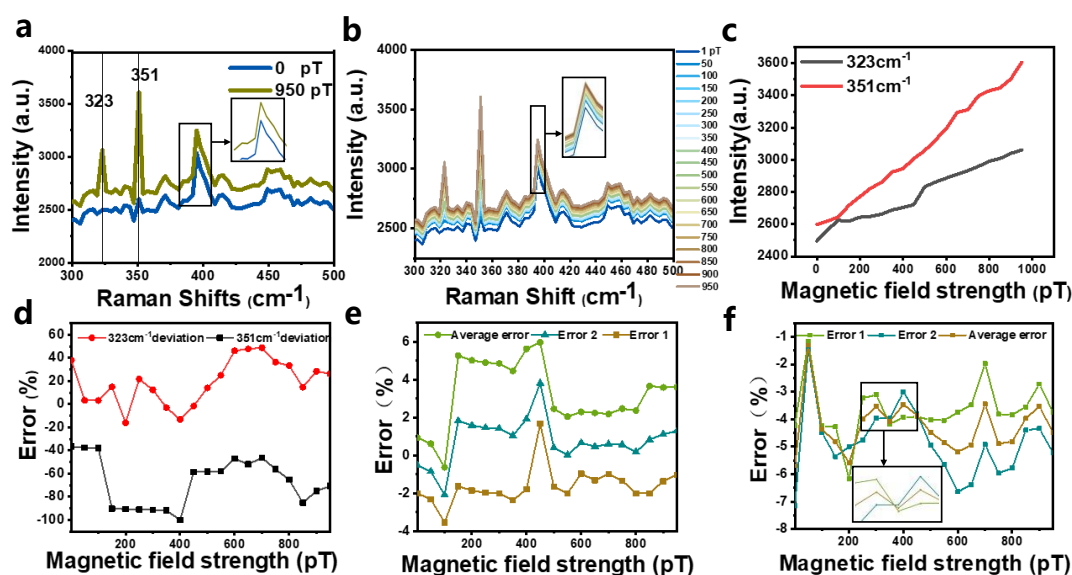 a
4000
3500
3000
2500
2000
Intensity (a.u.)
323
351
0 pT
950 pT
300 350 400 450 500
Raman Shifts (cm-1)
b
4000
3500
3000
2500
Intensity (a.u.)
1 pT
50
100
150
200
250
300
350
400
450
500
550
600
650
700
750
800
850
900
950
300 320 340 360 380 400 420 440 460 480 500
Raman Shift (cm-1)
c
3600
3400
3200
3000
2800
2600
2400
Intensity(a.u.)
323cm-1
351cm-1
0 200 400 600 800 1000
Magnetic field strength (pT)
d
60
40
20
0
-20
-40
-60
-80
-100
Error (%)
323cm-1deviation
351cm-1deviation
200 400 600 800
Magnetic field strength (pT)
e
6
4
2
0
-2
-4
Error（%）
Average error
Error 2
Error 1
200 400 600 800
Magnetic field strength (pT)
f
-1
-2
-3
-4
-5
-6
-7
-8
Error（%）
Error 1
Error 2
Average error
200 400 600 800
Magnetic field strength (pT)